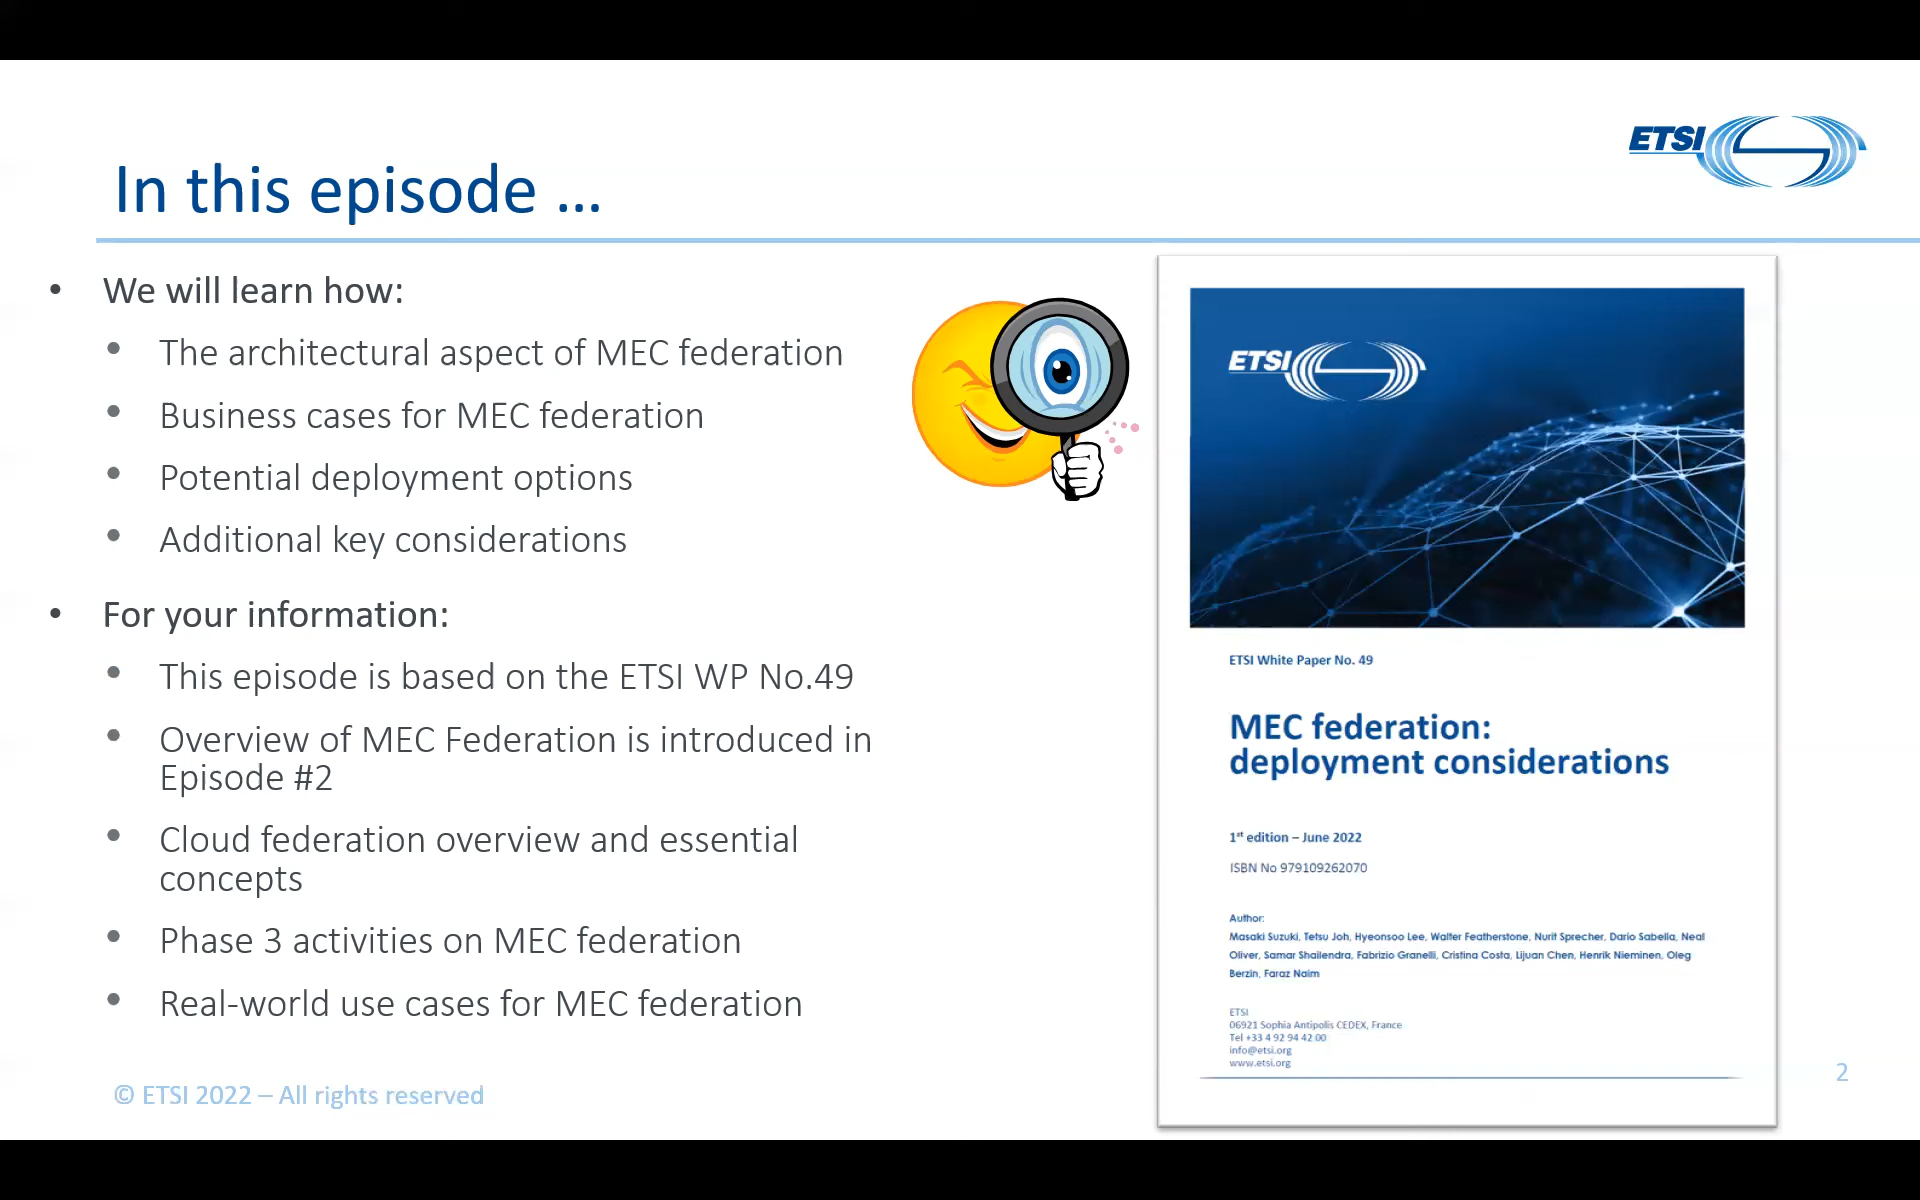 ETSI
In this episode ...
• We will learn how:
• The architectural aspect of MEC federation
• Business cases for MEC federation
• Potential deployment options
• Additional key considerations
• For your information:
• This episode is based on the ETSI WP No.49
• Overview of MEC Federation is introduced in
Episode #2
• Cloud federation overview and essential
concepts
• Phase 3 activities on MEC federation
• Real-world use cases for MEC federation
© ETSI 2022 – All rights reserved
ETSI
ETSI White Paper No. 49
MEC federation:
deployment considerations
1st edition – June 2022
ISBN No 979109262070
Author:
Masaki Suzuki, Tetsu Joh, Hyeonsoo Lee, Walter Featherstone, Nurit Sprecher, Dario Sabella, Neal
Oliver, Samar Shailendra, Fabrizio Granelli, Cristina Costa, Lijuan Chen, Henrik Nieminen, Oleg
Berzin, Faraz Naim
ETSI
06921 Sophia Antipolis CEDEX, France
Tel +33 4 92 94 42 00
info@etsi.org
www.etsi.org
2